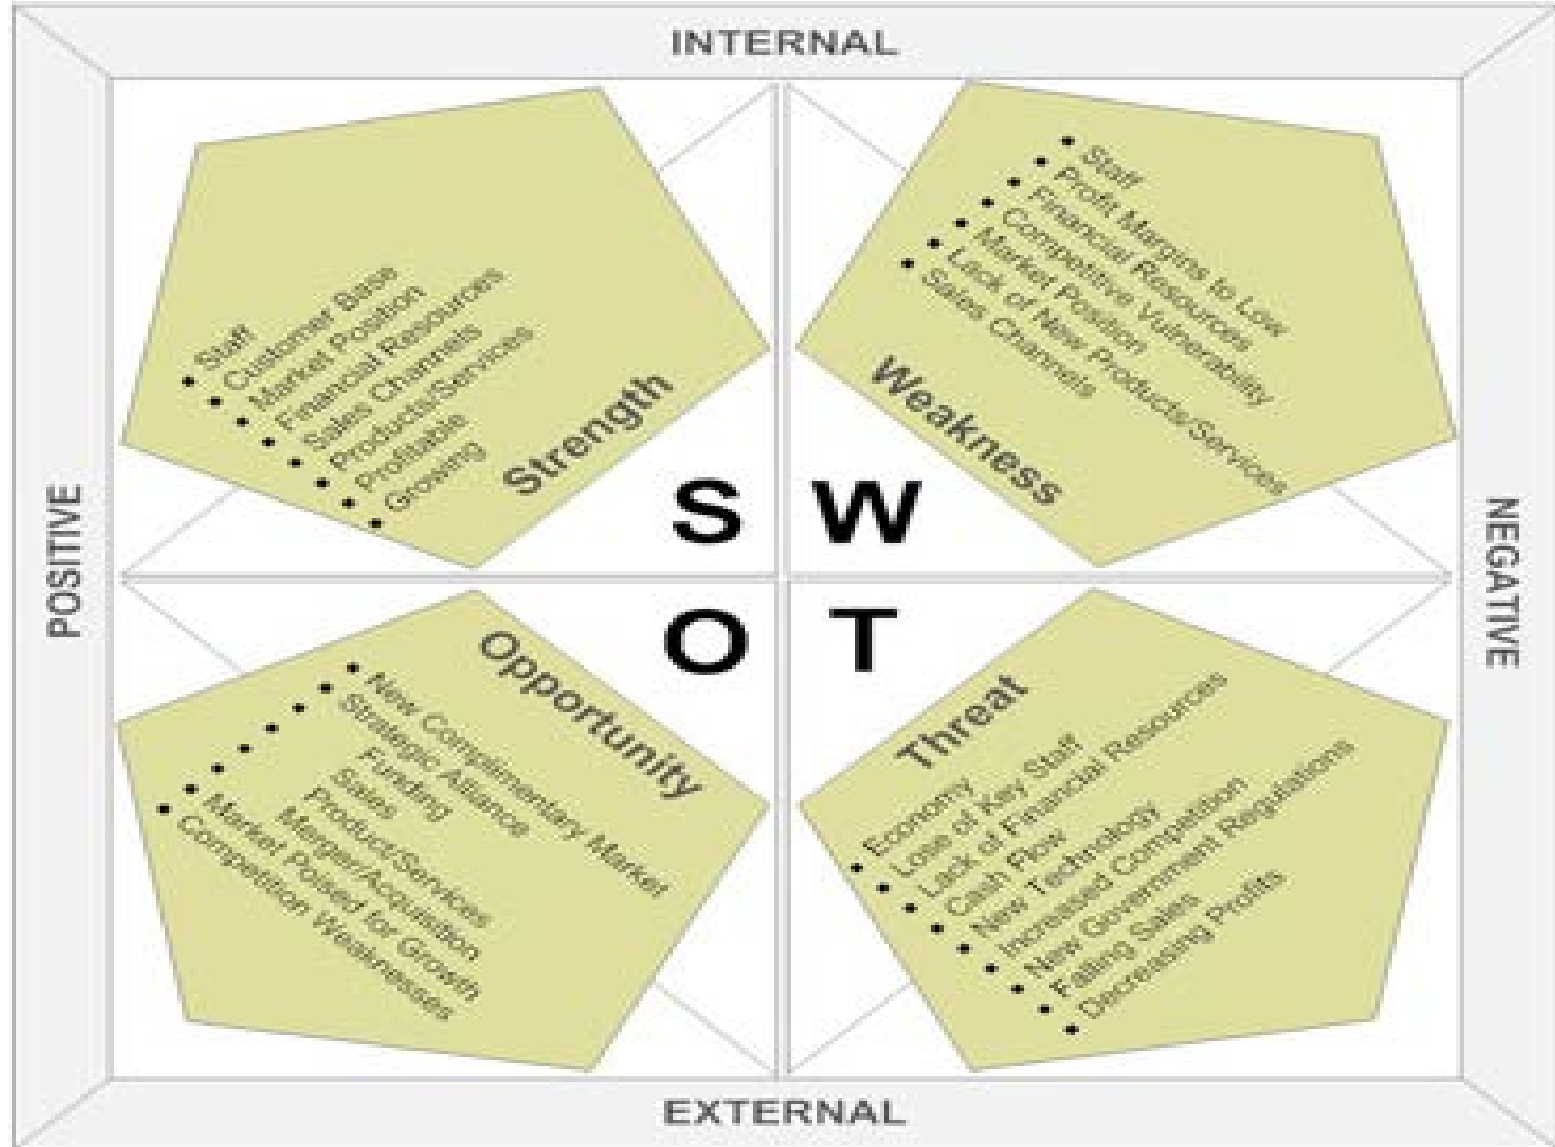 INTERNAL
POSITIVE
NEGATIVE
EXTERNAL
S
W
O
T
Strength
• Staff
• Customer Base
• Market Position
• Financial Resources
• Sales Channels
• Products/Services
• Profitable
• Growing
Weakness
• Staff
• Profit Margins to Low
• Financial Resources
• Competitive Vulnerability
• Market Position
• Lack of New Products/Services
• Sales Channels
Opportunity
• New Complimentary Market
• Strategic Alliance
• Funding
• Sales
• Product/Services
• Merger/Acquisition
• Market Poised for Growth
• Competition Weaknesses
Threat
• Economy
• Lose of Key Staff
• Lack of Financial Resources
• Cash Flow
• New Technology
• Increased Competition
• New Government Regulations
• Falling Sales
• Decreasing Profits